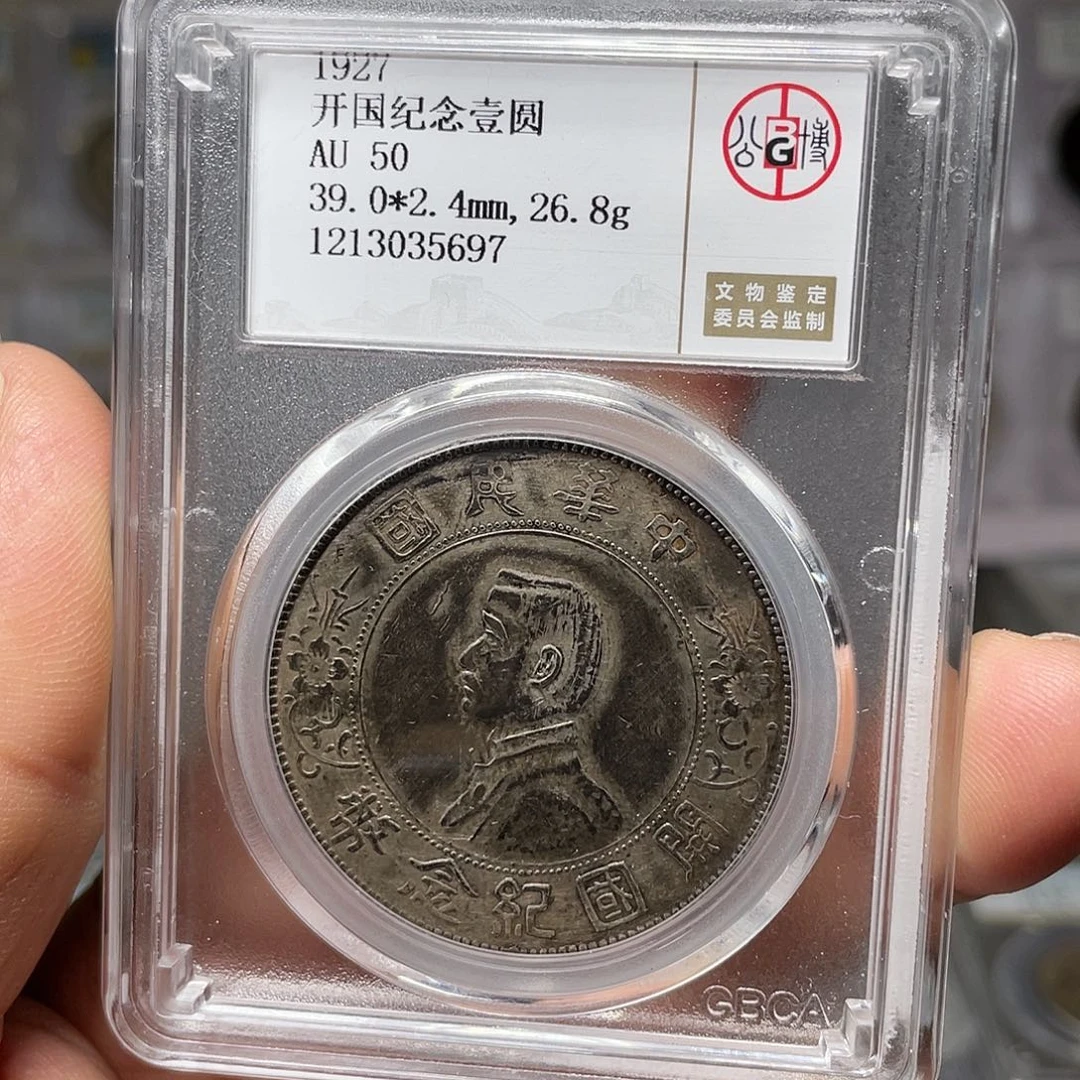 1927
开国纪念壹圆
AU 50
39.0*2.4mm,26.8g
1213035697
公 BG 博
文物鉴定
委员会监制
國民華中
開國紀念幣
GBCA